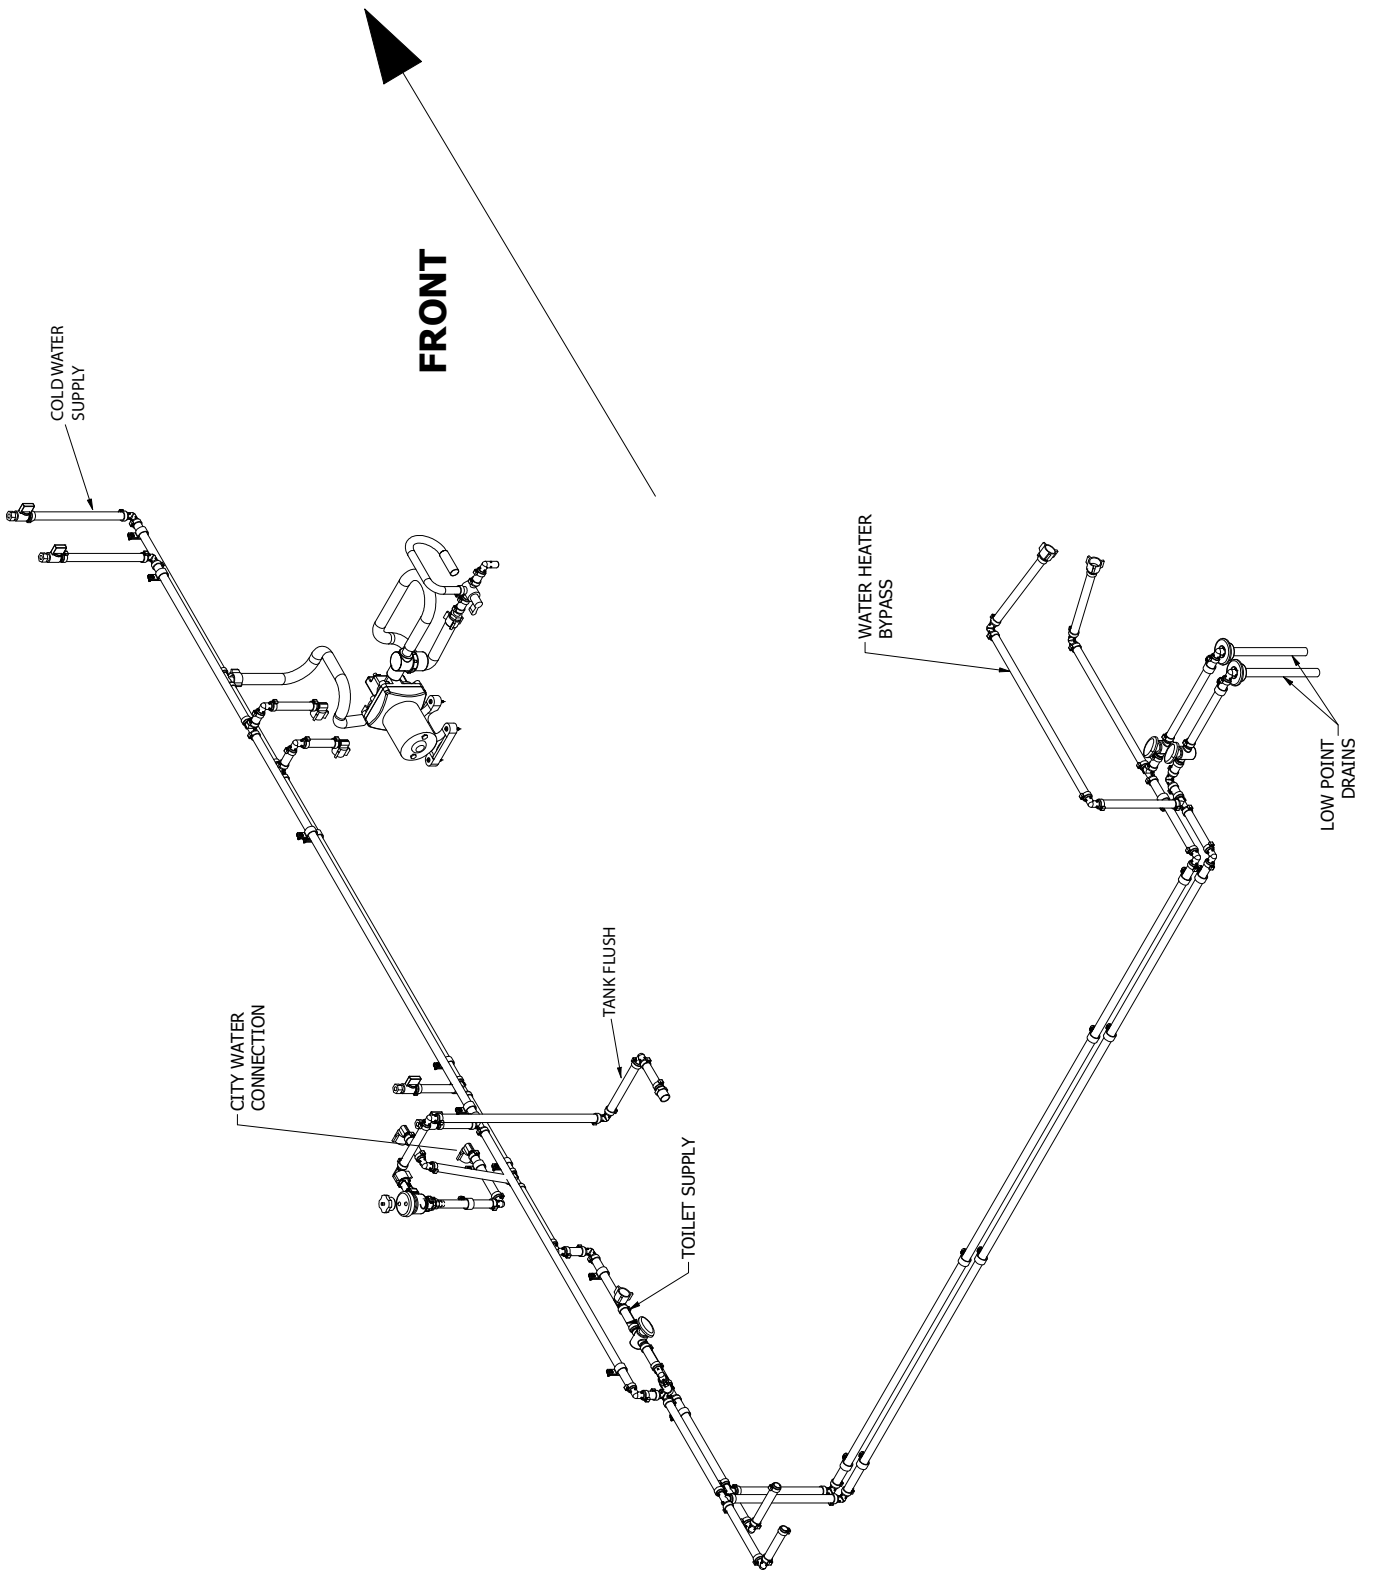 FRONT
COLD WATER
SUPPLY
WATER HEATER
BYPASS
LOW POINT
DRAINS
TANK FLUSH
CITY WATER
CONNECTION
TOILET SUPPLY